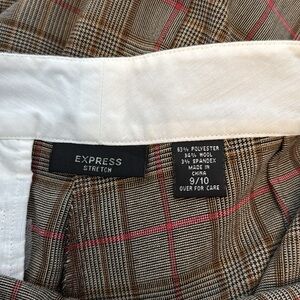 EXPRESS
STRETCH
63% POLYESTER
34% WOOL
3% SPANDEX
MADE IN
CHINA
9/10
OVER FOR CARE